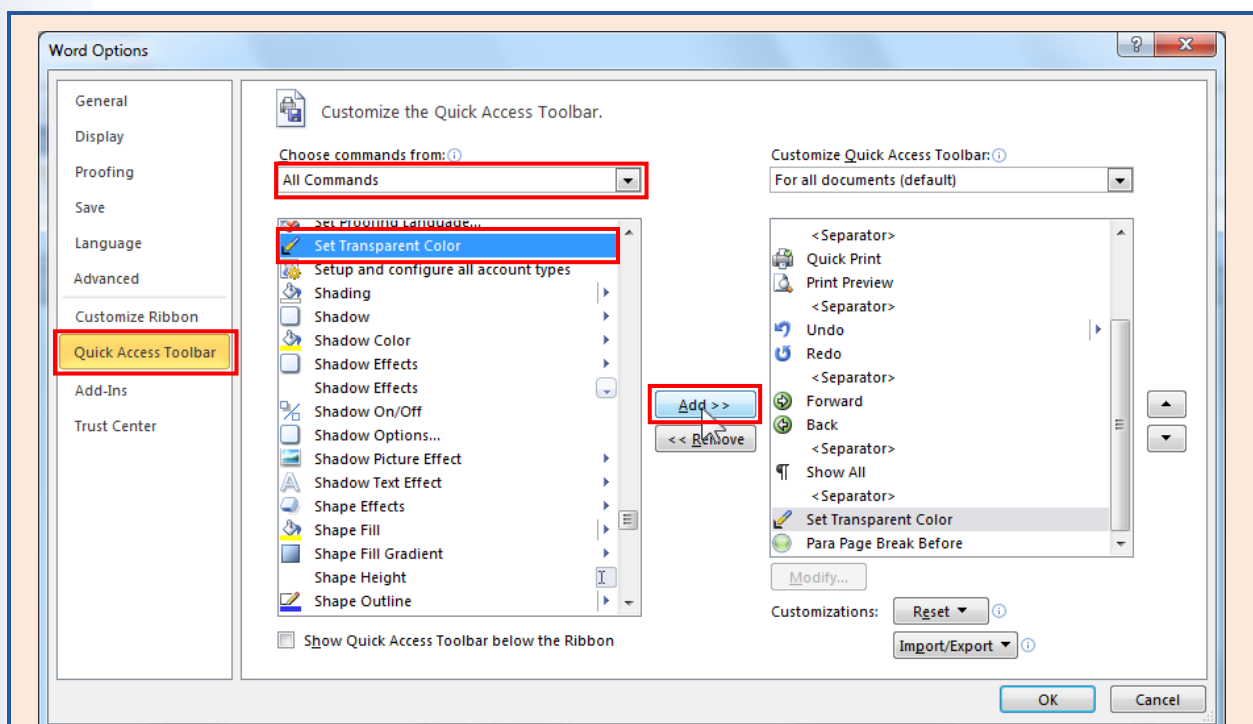 Word Options
General
Display
Proofing
Save
Language
Advanced
Customize Ribbon
Quick Access Toolbar
Add-Ins
Trust Center
Customize the Quick Access Toolbar.
Choose commands from:
All Commands
Set Proofing Language...
Set Transparent Color
Setup and configure all account types
Shading
Shadow
Shadow Color
Shadow Effects
Shadow Effects
Shadow On/Off
Shadow Options...
Shadow Picture Effect
Shadow Text Effect
Shape Effects
Shape Fill
Shape Fill Gradient
Shape Height
Shape Outline
Show Quick Access Toolbar below the Ribbon
Add >>
<< Remove
Customize Quick Access Toolbar:
For all documents (default)
<Separator>
Quick Print
Print Preview
<Separator>
Undo
Redo
<Separator>
Forward
Back
<Separator>
Show All
<Separator>
Set Transparent Color
Para Page Break Before
Modify...
Customizations:
Reset
Import/Export
OK
Cancel